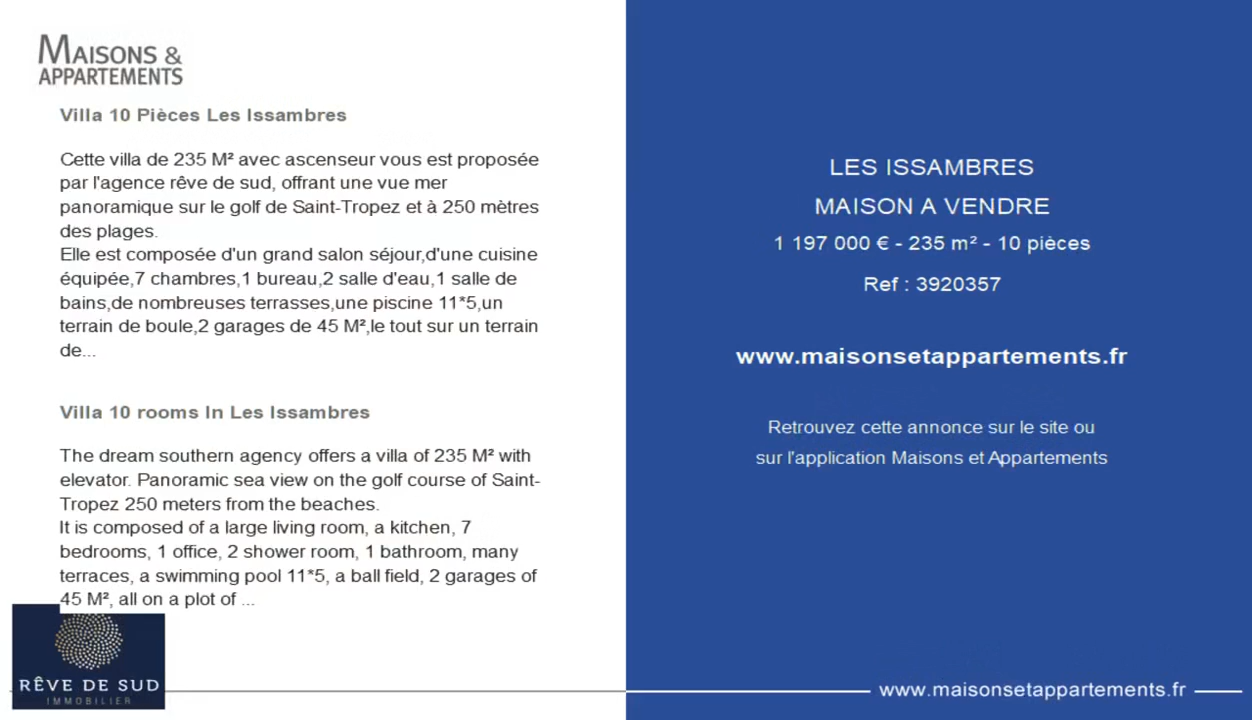 MAISONS &
APPARTEMENTS
Villa 10 Pièces Les Issambres
Cette villa de 235 M² avec ascenseur vous est proposée
par l'agence rêve de sud, offrant une vue mer
panoramique sur le golf de Saint-Tropez et à 250 mètres
des plages.
Elle est composée d'un grand salon séjour,d'une cuisine
équipée,7 chambres,1 bureau,2 salle d'eau,1 salle de
bains,de nombreuses terrasses,une piscine 11*5,un
terrain de boule,2 garages de 45 M²,le tout sur un terrain
de...
Villa 10 rooms In Les Issambres
The dream southern agency offers a villa of 235 M² with
elevator. Panoramic sea view on the golf course of Saint-
Tropez 250 meters from the beaches.
It is composed of a large living room, a kitchen, 7
bedrooms, 1 office, 2 shower room, 1 bathroom, many
terraces, a swimming pool 11*5, a ball field, 2 garages of
45 M², all on a plot of ...
RÊVE DE SUD
IMMOBILIER
LES ISSAMBRES
MAISON A VENDRE
1 197 000 € - 235 m² - 10 pièces
Ref : 3920357
www.maisonsetappartements.fr
Retrouvez cette annonce sur le site ou
sur l'application Maisons et Appartements
www.maisonsetappartements.fr